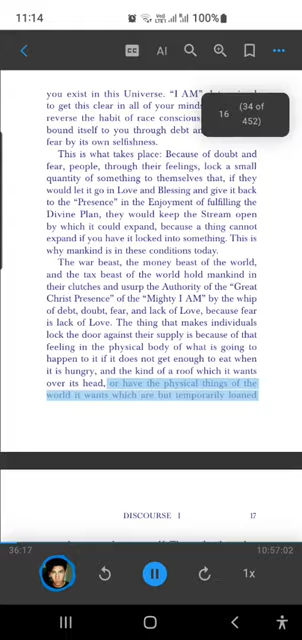 11:14
100%
CC
AI
16 (34 of 452)
you exist in this Universe. “I AM”
to get this clear in all of your minds
reverse the habit of race conscious
bound itself to you through debt an
fear by its own selfishness.
This is what takes place: Because of doubt and
fear, people, through their feelings, lock a small
quantity of something to themselves that, if they
would let it go in Love and Blessing and give it back
to the “Presence” in the Enjoyment of fulfilling the
Divine Plan, they would keep the Stream open
by which it could expand, because a thing cannot
expand if you have it locked into something. This is
why mankind is in these conditions today.
The war beast, the money beast of the world,
and the tax beast of the world hold mankind in
their clutches and usurp the Authority of the “Great
Christ Presence” of the “Mighty I AM” by the whip
of debt, doubt, fear, and lack of Love, because fear
is lack of Love. The thing that makes individuals
lock the door against their supply is because of that
feeling in the physical body of what is going to
happen to it if it does not get enough to eat when
it is hungry, and the kind of a roof which it wants
over its head, or have the physical things of the
world it wants which are but temporarily loaned
DISCOURSE I 17
36:17 10:57:02
1x